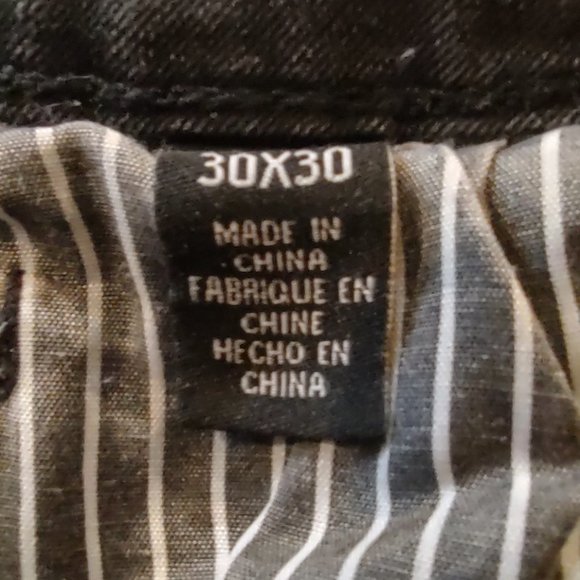 30X30
MADE IN
CHINA
FABRIQUE EN
CHINE
HECHO EN
CHINA